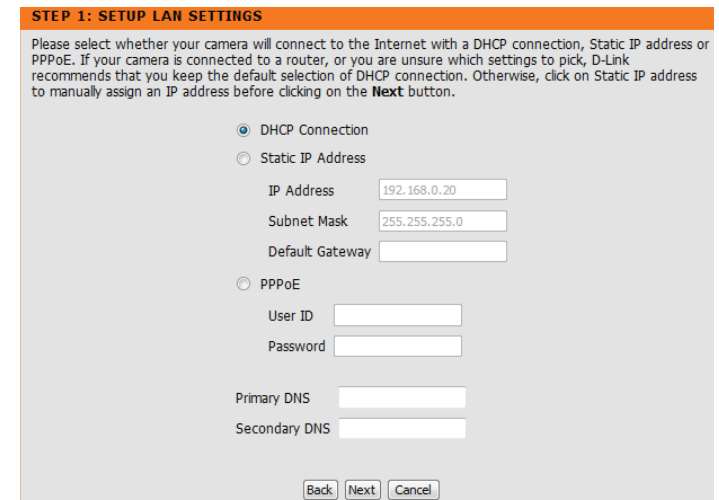 STEP 1: SETUP LAN SETTINGS
Please select whether your camera will connect to the Internet with a DHCP connection, Static IP address or
PPPoE. If your camera is connected to a router, or you are unsure which settings to pick, D-Link
recommends that you keep the default selection of DHCP connection. Otherwise, click on Static IP address
to manually assign an IP address before clicking on the Next button.
DHCP Connection
Static IP Address
IP Address 192.168.0.20
Subnet Mask 255.255.255.0
Default Gateway
PPPoE
User ID
Password
Primary DNS
Secondary DNS
Back Next Cancel